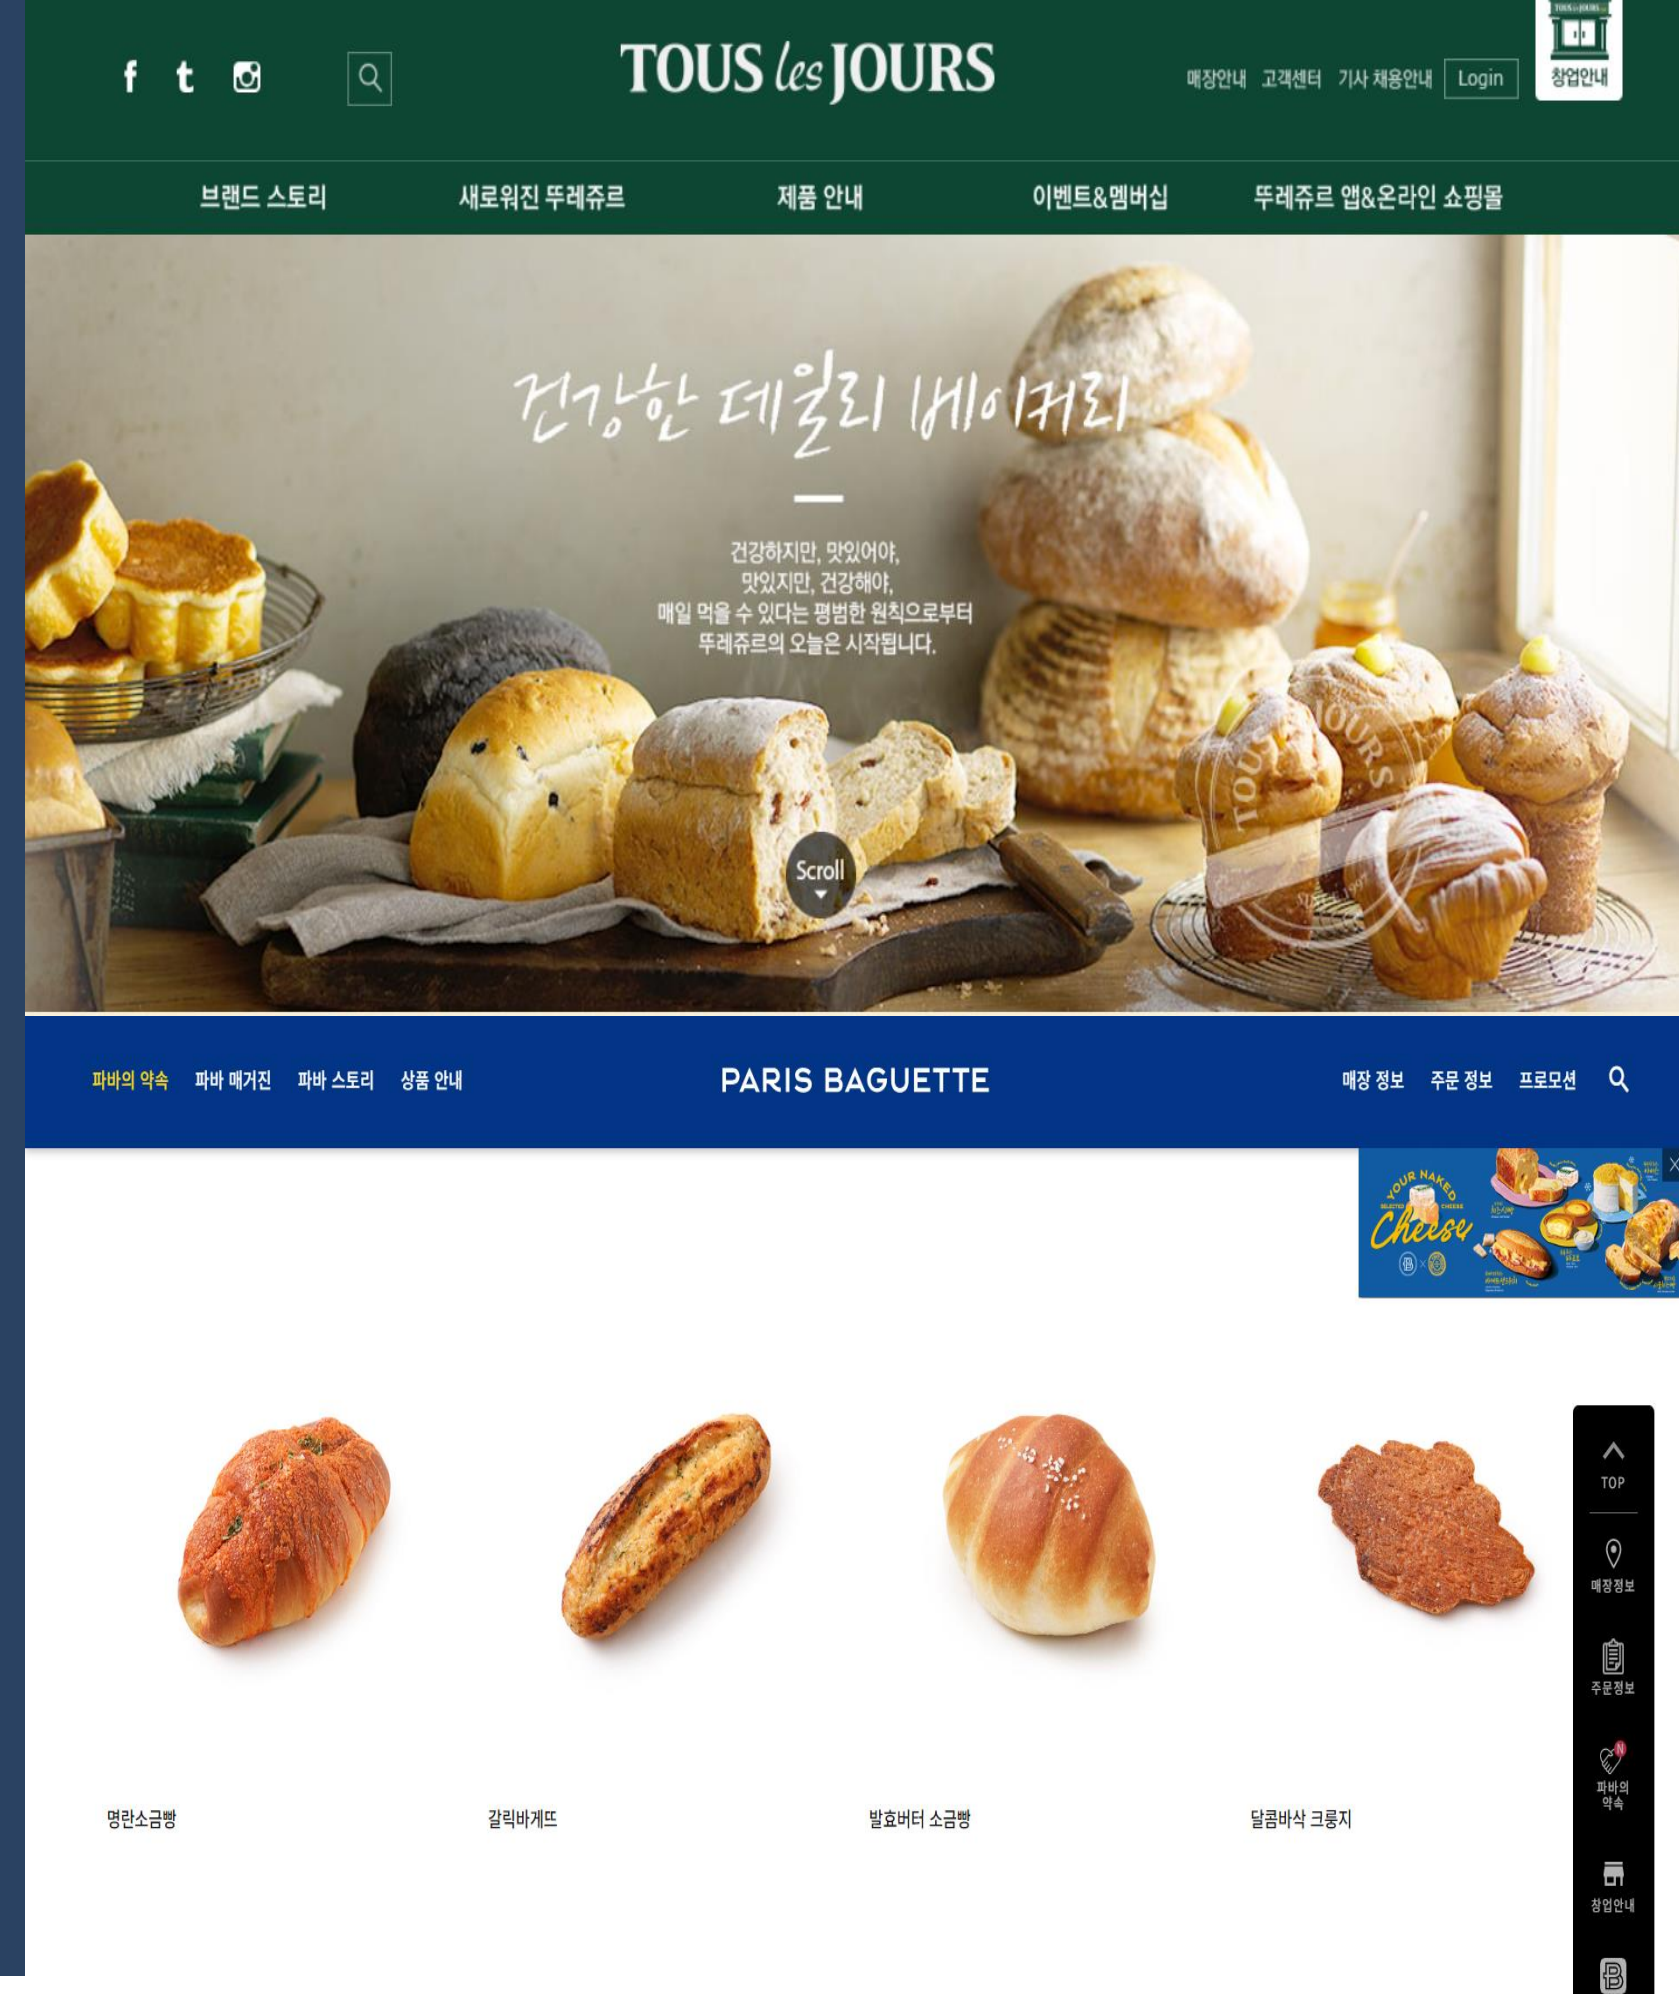 TOUS les JOURS
창업안내
f t
TOUS les JOURS
매장안내 고객센터 기사 채용안내 Login
브랜드 스토리 새로워진 뚜레쥬르 제품 안내 이벤트&멤버십 뚜레쥬르 앱&온라인 쇼핑몰
건강한 데일리 베이커리
건강하지만, 맛있어야,
맛있지만, 건강해야,
매일 먹을 수 있다는 평범한 원칙으로부터
뚜레쥬르의 오늘은 시작됩니다.
Scroll
TOUS
JOURS
파바의 약속 파바 매거진 파바 스토리 상품 안내 PARIS BAGUETTE 매장 정보 주문 정보 프로모션
X
YOUR NAKED
SELECTED CHEESE
Cheese
B X
TOP
매장정보
주문정보
N
파바의
약속
창업안내
B
명란소금빵 갈릭바게뜨 발효버터 소금빵 달콤바삭 크룽지